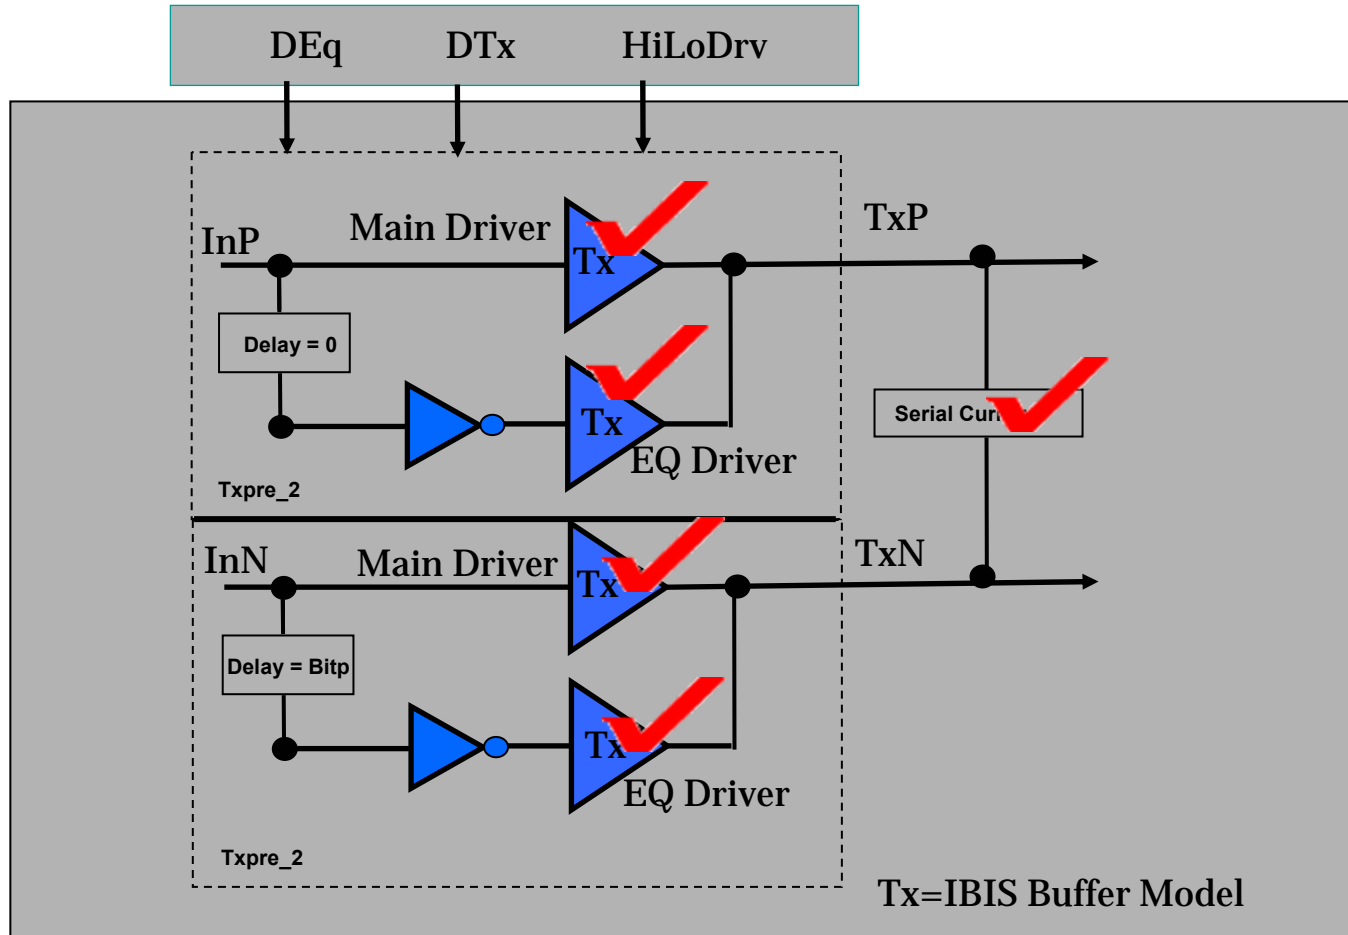 DEq DTx HiLoDrv
InP
Main Driver
Tx
TxP
Delay = 0
Tx
EQ Driver
Serial
Txpre_2
InN
Main Driver
Tx
TxN
Delay = Bitp
Tx
EQ Driver
Txpre_2
Tx=IBIS Buffer Model